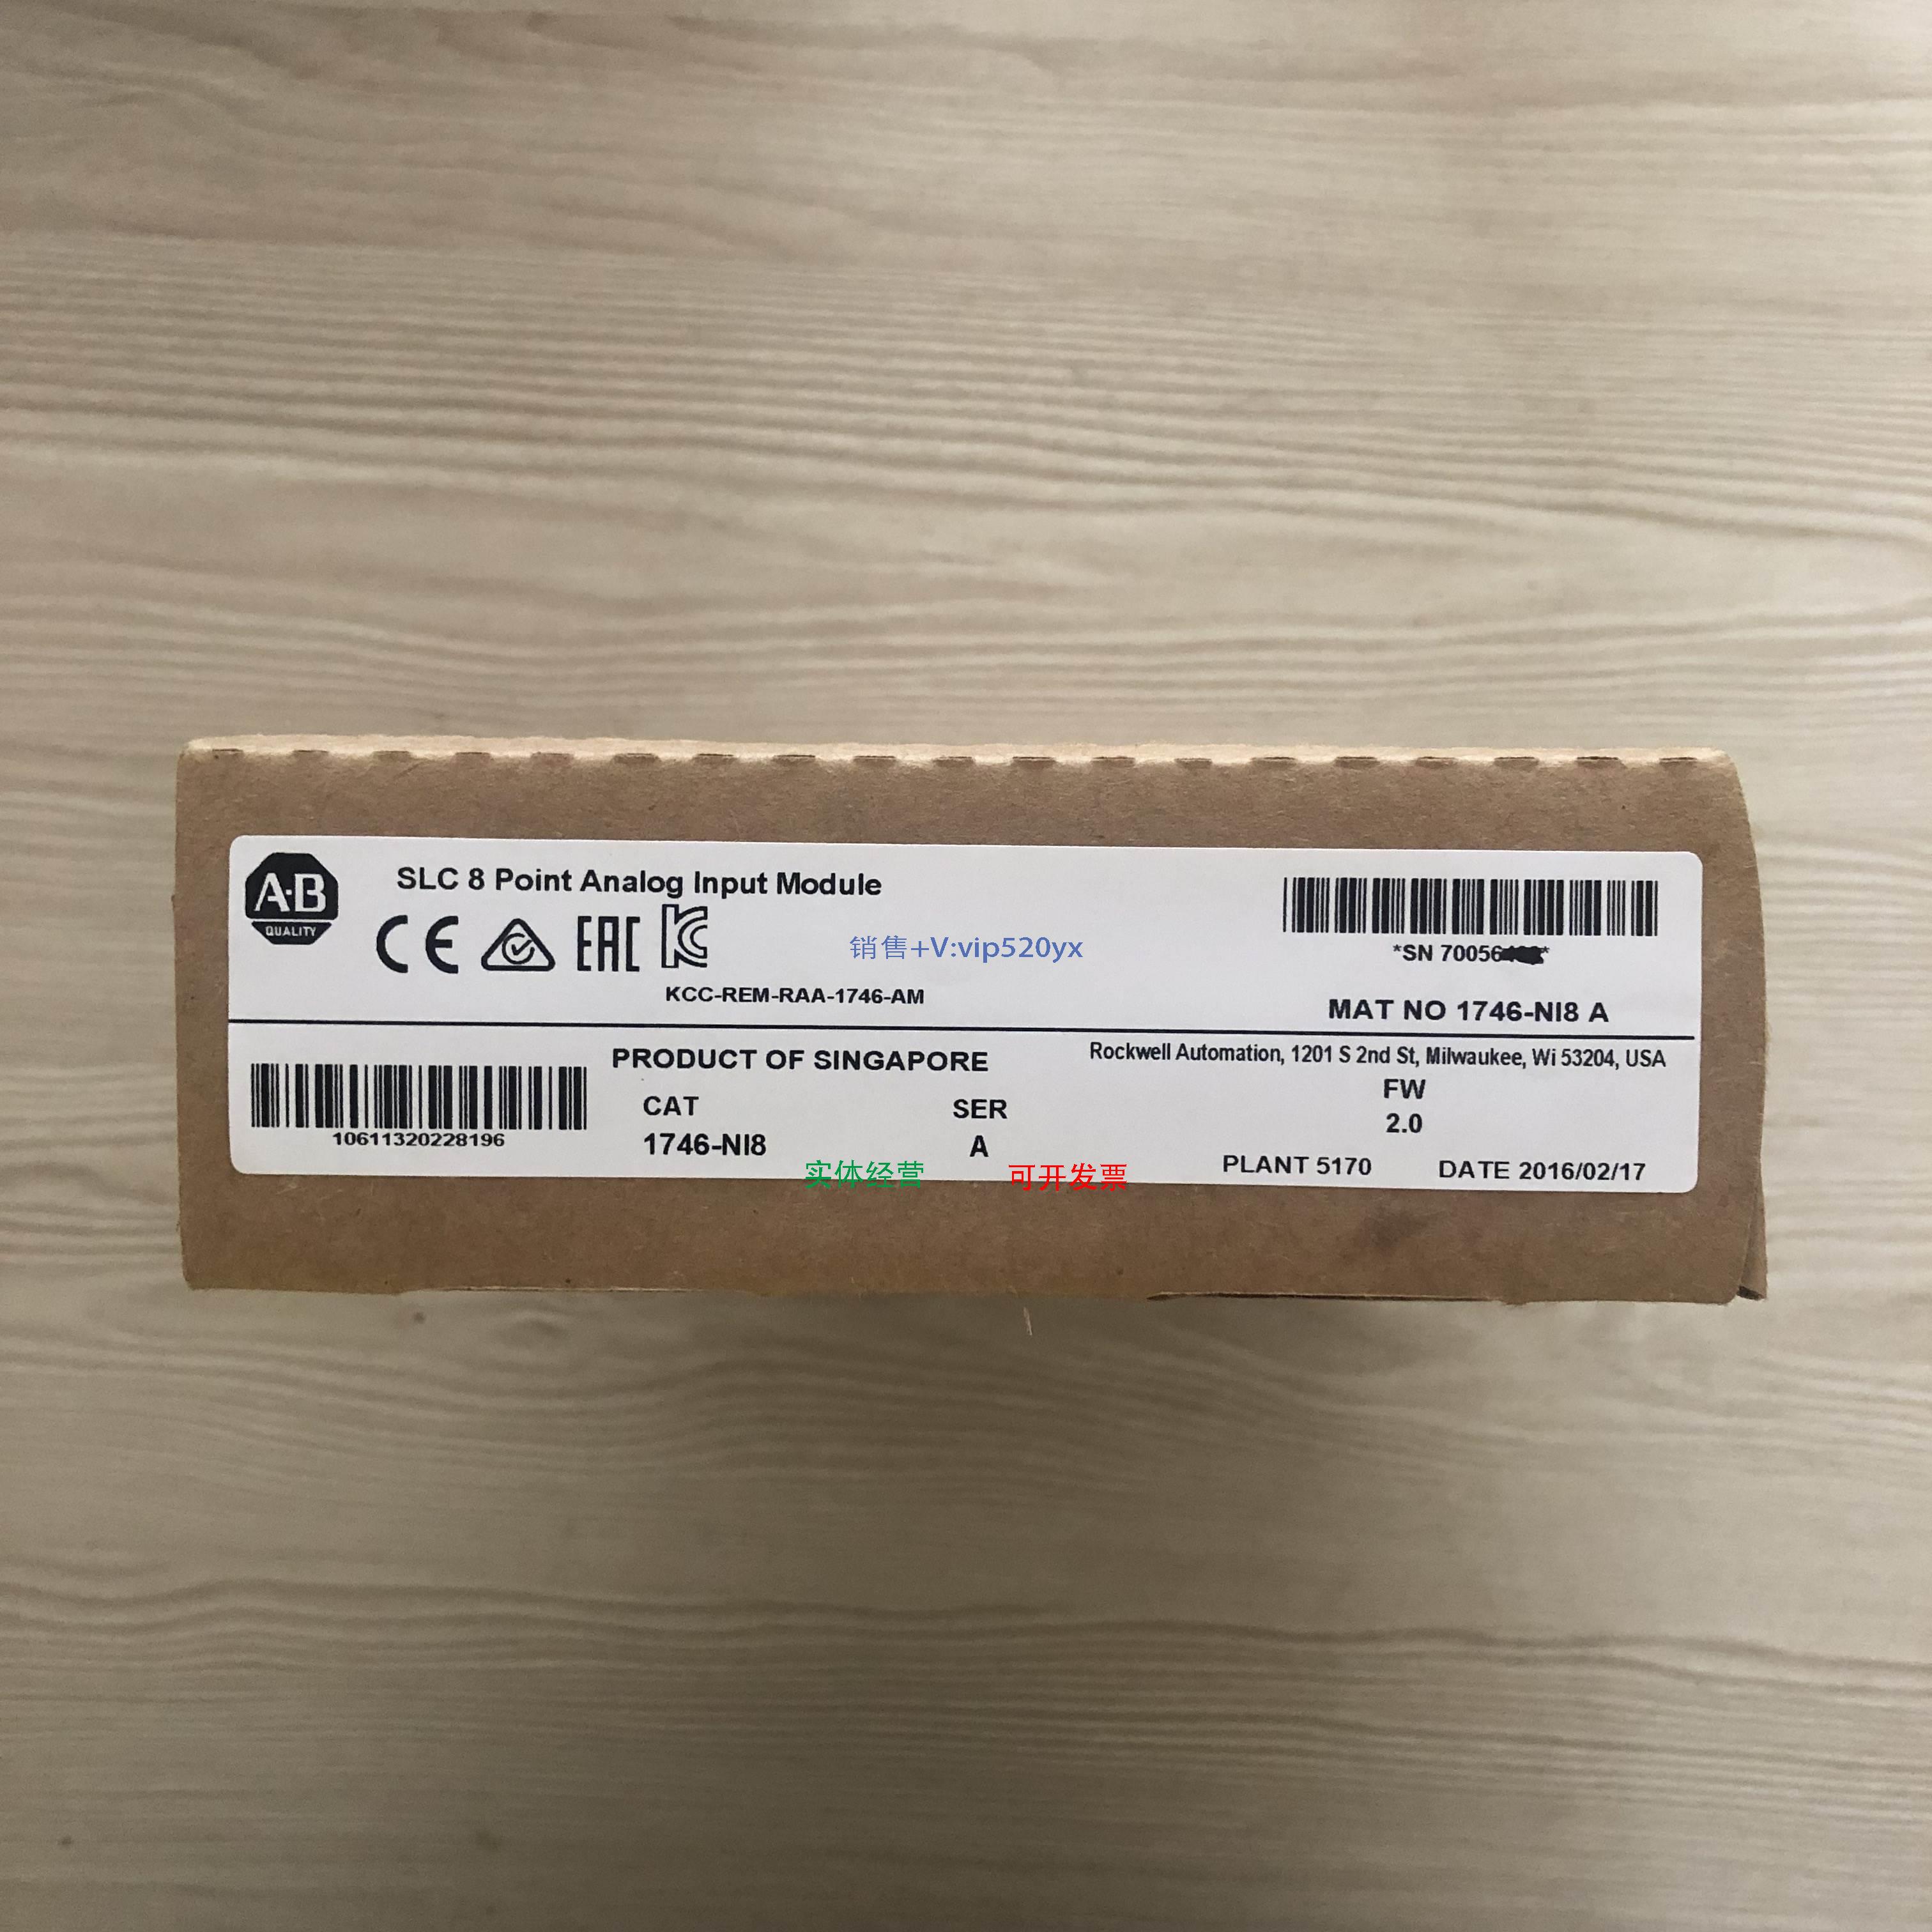 A·B
QUALITY
SLC 8 Point Analog Input Module
CE EAC
KCC-REM-RAA-1746-AM
销售+V:vip520yx
*SN 70056
MAT NO 1746-NI8 A
10611320228196
PRODUCT OF SINGAPORE
CAT SER
1746-NI8 A
Rockwell Automation, 1201 S 2nd St, Milwaukee, Wi 53204, USA
FW
2.0
PLANT 5170 DATE 2016/02/17
实体经营 可开发票